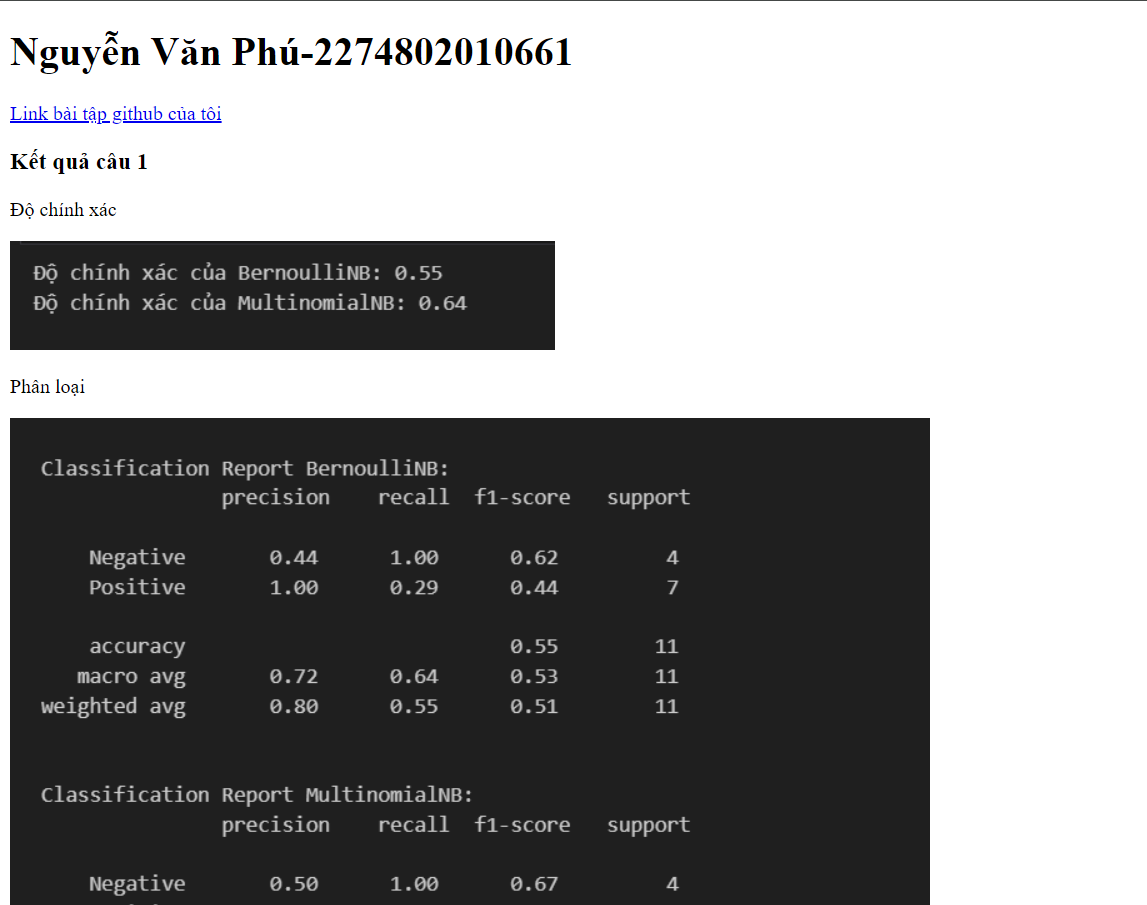 Nguyễn Văn Phú-2274802010661
Link bài tập github của tôi
Kết quả câu 1
Độ chính xác
Độ chính xác của BernoulliNB: 0.55
Độ chính xác của MultinomialNB: 0.64
Phân loại
Classification Report BernoulliNB:
precision recall f1-score support
Negative 0.44 1.00 0.62 4
Positive 1.00 0.29 0.44 7
accuracy 0.55 11
macro avg 0.72 0.64 0.53 11
weighted avg 0.80 0.55 0.51 11
Classification Report MultinomialNB:
precision recall f1-score support
Negative 0.50 1.00 0.67 4